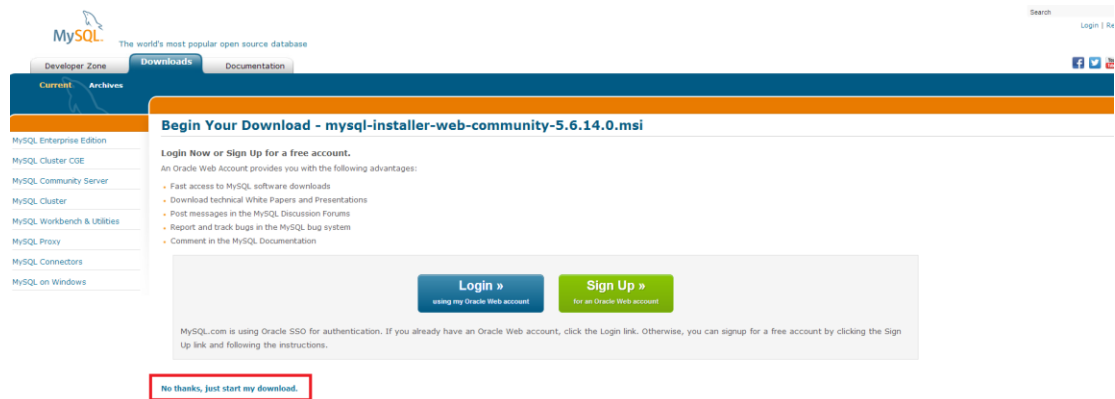 Search
Login |
MySQL.
The world's most popular open source database
Developer Zone
Downloads
Documentation
Current
Archives
Begin Your Download - mysql-installer-web-community-5.6.14.0.msi
MySQL Enterprise Edition
MySQL Cluster CGE
MySQL Community Server
MySQL Cluster
MySQL Workbench & Utilities
MySQL Proxy
MySQL Connectors
MySQL on Windows
Login Now or Sign Up for a free account.
An Oracle Web Account provides you with the following advantages:
Fast access to MySQL software downloads
Download technical White Papers and Presentations
Post messages in the MySQL Discussion Forums
Report and track bugs in the MySQL bug system
Comment in the MySQL Documentation
Login »
using my Oracle Web account
Sign Up »
for an Oracle Web account
MySQL.com is using Oracle SSO for authentication. If you already have an Oracle Web account, click the Login link. Otherwise, you can signup for a free account by clicking the Sign
Up link and following the instructions.
No thanks, just start my download.